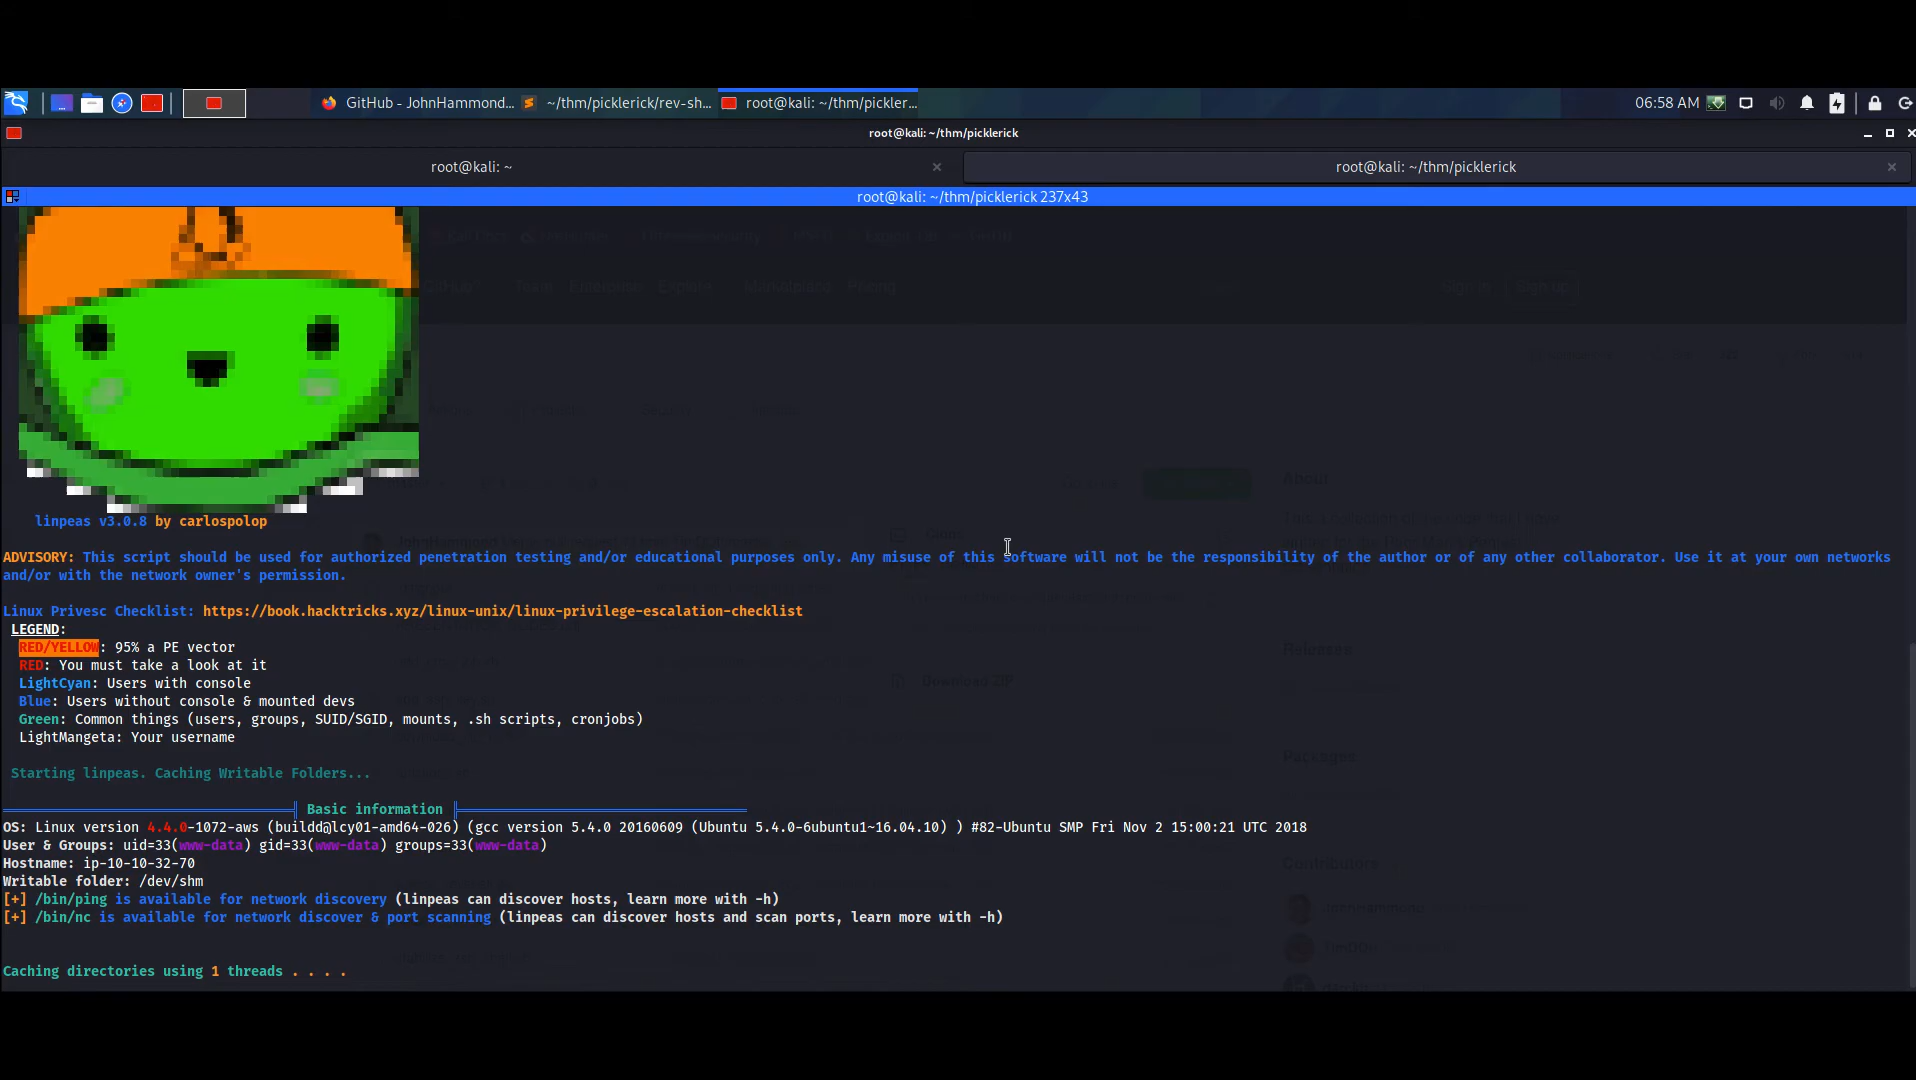 GitHub - JohnHammond... ~/thm/picklerick/rev-sh... root@kali: ~/thm/pickler... 06:58 AM
root@kali: ~/thm/picklerick
root@kali: ~ root@kali: ~/thm/picklerick
root@kali: ~/thm/picklerick 237x43
linpeas v3.0.8 by carlospolop
ADVISORY: This script should be used for authorized penetration testing and/or educational purposes only. Any misuse of this software will not be the responsibility of the author or of any other collaborator. Use it at your own networks
and/or with the network owner's permission.
Linux Privesc Checklist: https://book.hacktricks.xyz/linux-unix/linux-privilege-escalation-checklist
LEGEND:
RED/YELLOW: 95% a PE vector
RED: You must take a look at it
LightCyan: Users with console
Blue: Users without console & mounted devs
Green: Common things (users, groups, SUID/SGID, mounts, .sh scripts, cronjobs)
LightMangeta: Your username
Starting linpeas. Caching Writable Folders...
Basic information
OS: Linux version 4.4.0-1072-aws (buildd@lcy01-amd64-026) (gcc version 5.4.0 20160609 (Ubuntu 5.4.0-6ubuntu1~16.04.10) ) #82-Ubuntu SMP Fri Nov 2 15:00:21 UTC 2018
User & Groups: uid=33(www-data) gid=33(www-data) groups=33(www-data)
Hostname: ip-10-10-32-70
Writable folder: /dev/shm
[+] /bin/ping is available for network discovery (linpeas can discover hosts, learn more with -h)
[+] /bin/nc is available for network discover & port scanning (linpeas can discover hosts and scan ports, learn more with -h)
Caching directories using 1 threads . . . .
About
Releases
Download ZIP
Packages
Contributors